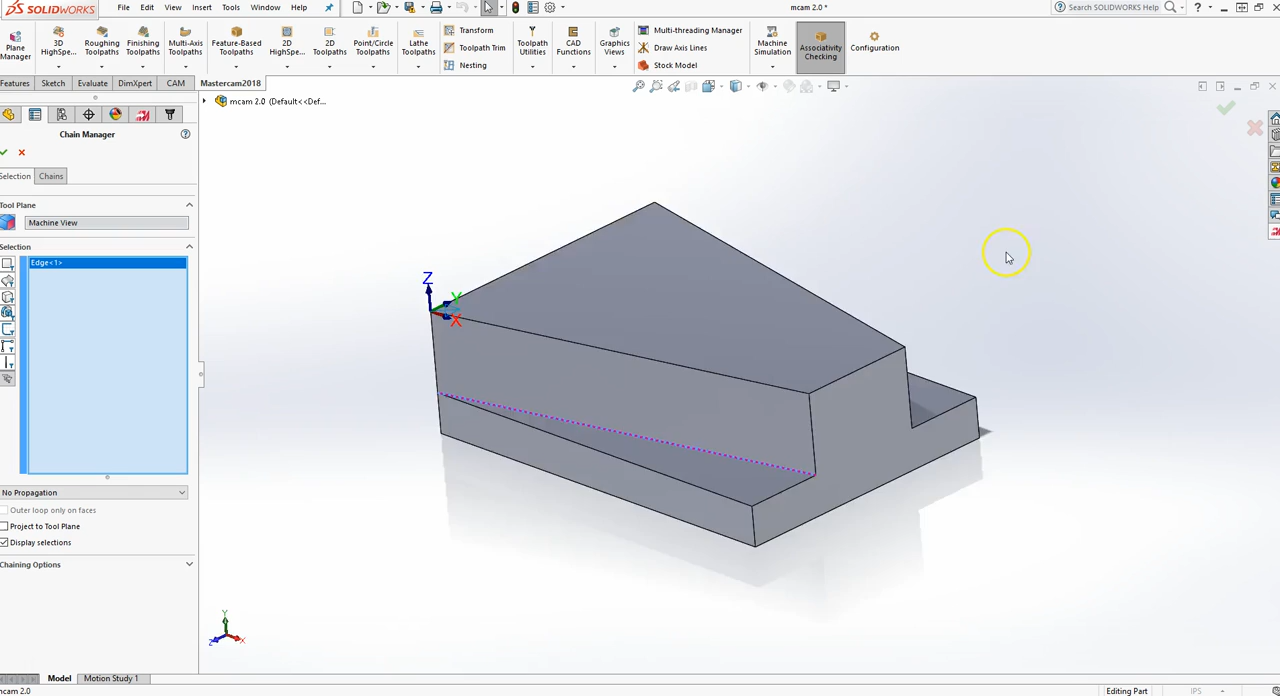 SOLIDWORKS File Edit View Insert Tools Window Help mcam 2.0 * Search SOLIDWORKS Help
Plane Manager
3D HighSpe...
Roughing Toolpaths
Finishing Toolpaths
Multi-Axis Toolpaths
Feature-Based Toolpaths
2D HighSpe...
2D Toolpaths
Point/Circle Toolpaths
Lathe Toolpaths
Transform
Toolpath Trim
Nesting
Toolpath Utilities
CAD Functions
Graphics Views
Multi-threading Manager
Draw Axis Lines
Stock Model
Machine Simulation
Associativity Checking
Configuration
Features Sketch Evaluate DimXpert CAM Mastercam2018
mcam 2.0 (Default<<Def...
Chain Manager
Selection Chains
Tool Plane
Machine View
Selection
Edge<1>
No Propagation
Outer loop only on faces
Project to Tool Plane
Display selections
Chaining Options
Z
Y
X
Y
Z X
Model Motion Study 1
mcam 2.0 Editing Part IPS